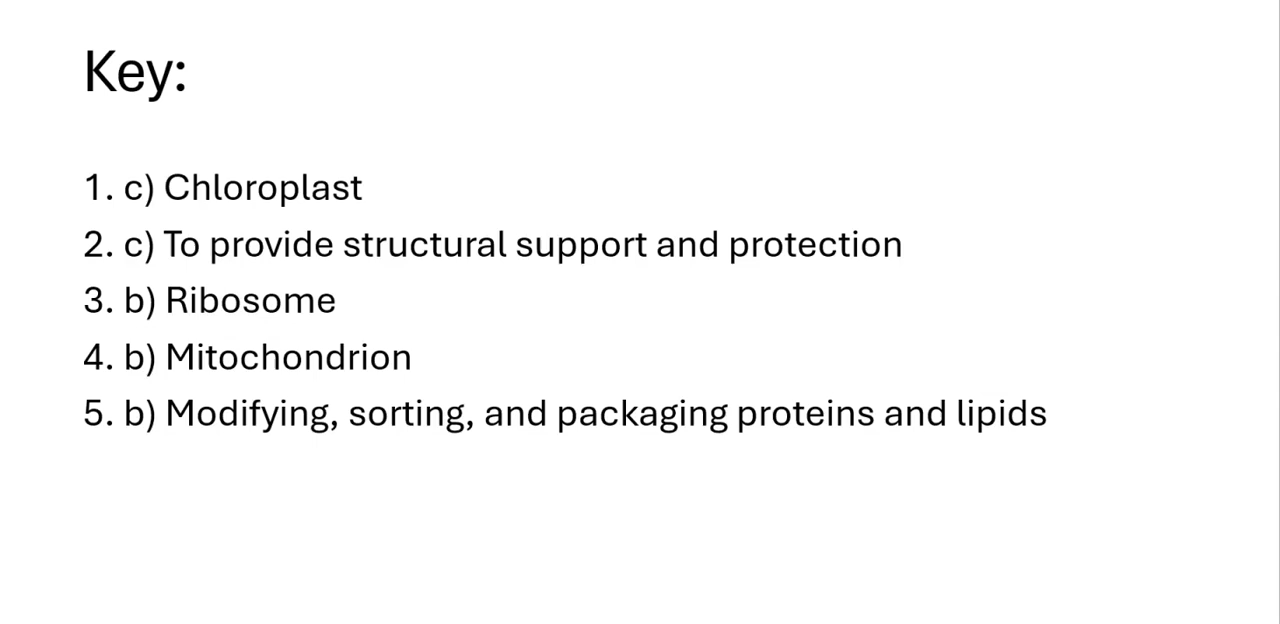 Key:
1. c) Chloroplast
2. c) To provide structural support and protection
3. b) Ribosome
4. b) Mitochondrion
5. b) Modifying, sorting, and packaging proteins and lipids